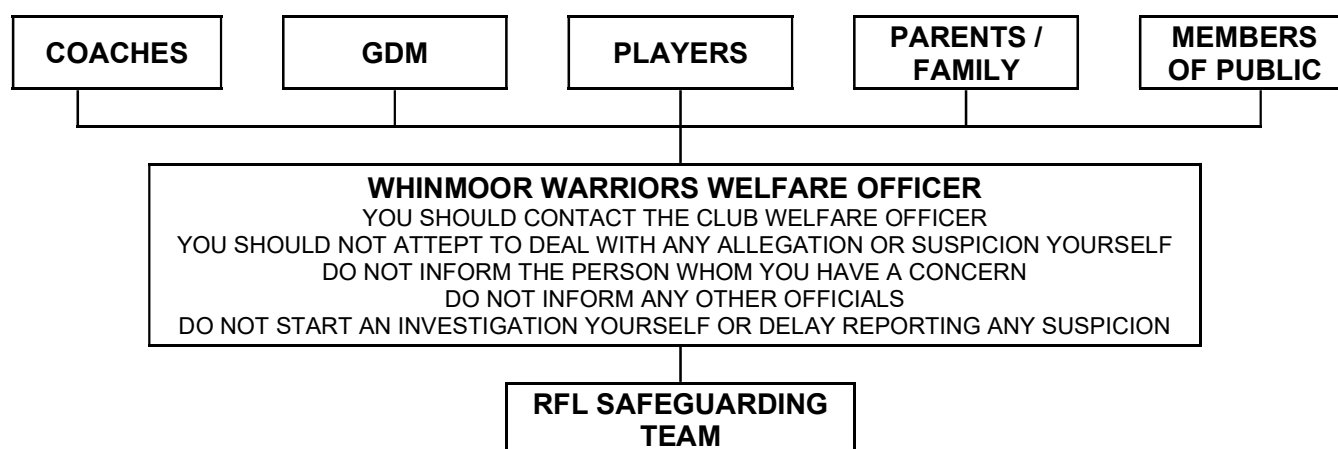 COACHES
GDM
PLAYERS
PARENTS /
FAMILY
MEMBERS
OF PUBLIC
WHINMOOR WARRIORS WELFARE OFFICER
YOU SHOULD CONTACT THE CLUB WELFARE OFFICER
YOU SHOULD NOT ATTEPT TO DEAL WITH ANY ALLEGATION OR SUSPICION YOURSELF
DO NOT INFORM THE PERSON WHOM YOU HAVE A CONCERN
DO NOT INFORM ANY OTHER OFFICIALS
DO NOT START AN INVESTIGATION YOURSELF OR DELAY REPORTING ANY SUSPICION
RFL SAFEGUARDING
TEAM